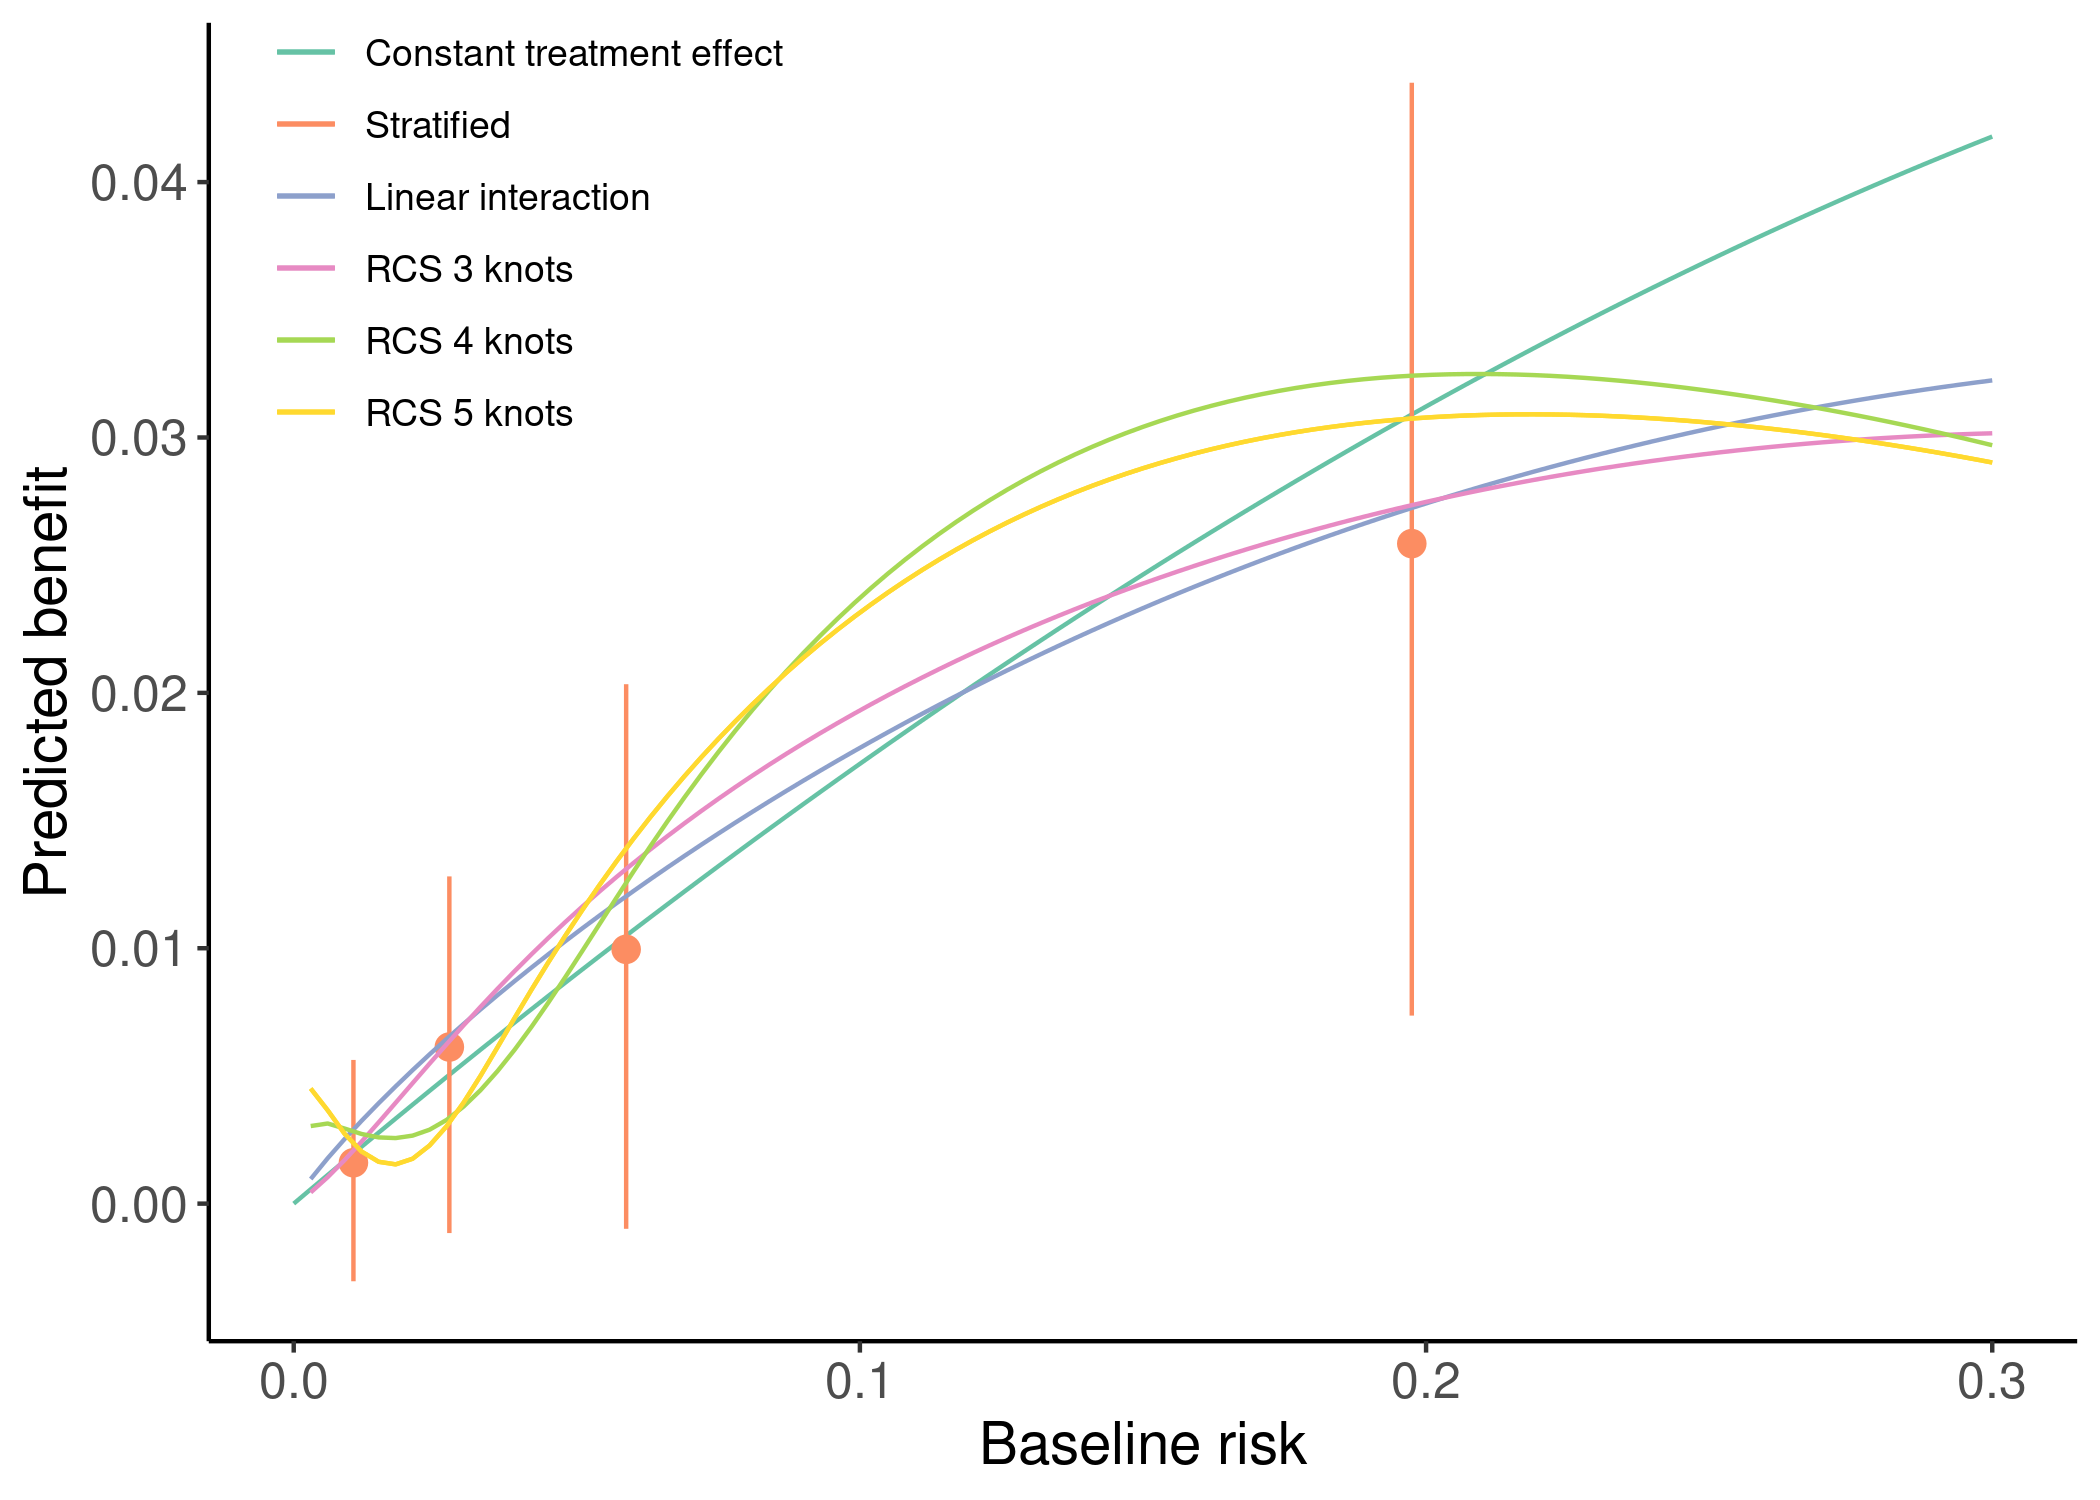 Constant treatment effect
Stratified
Linear interaction
RCS 3 knots
RCS 4 knots
RCS 5 knots
Predicted benefit
0.04
0.03
0.02
0.01
0.00
0.0 0.1 0.2 0.3
Baseline risk